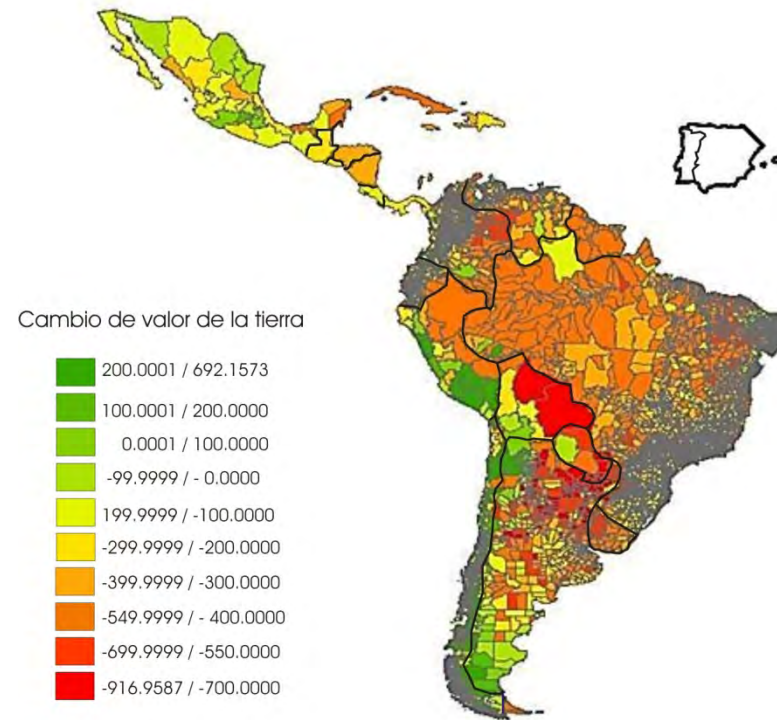 Cambio de valor de la tierra
200.0001 / 692.1573
100.0001 / 200.0000
0.0001 / 100.0000
-99.9999 / - 0.0000
199.9999 / -100.0000
-299.9999 / -200.0000
-399.9999 / -300.0000
-549.9999 / - 400.0000
-699.9999 / -550.0000
-916.9587 / -700.0000